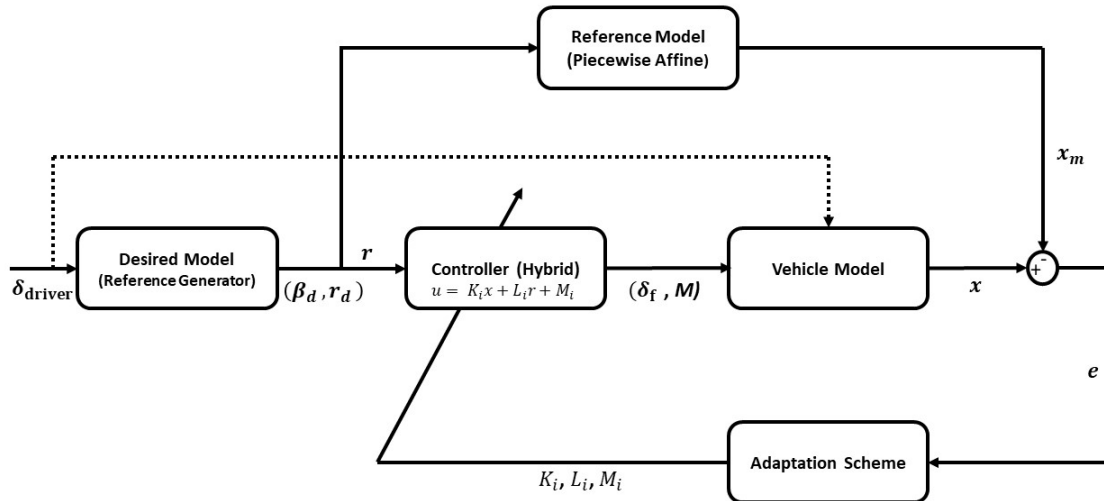 Reference Model
(Piecewise Affine)
x_m
Desired Model
(Reference Generator)
r
Controller (Hybrid)
u = K_i x + L_i r + M_i
Vehicle Model
-
+
δ_driver
(β_d , r_d)
(δ_f , M)
x
e
Adaptation Scheme
K_i, L_i, M_i